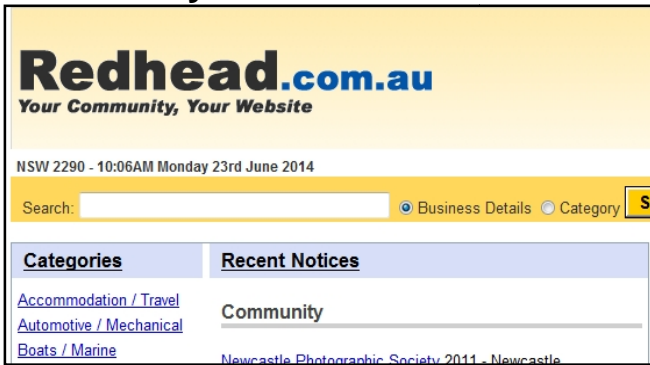 Redhead.com.au
Your Community, Your Website
NSW 2290 - 10:06AM Monday 23rd June 2014
Search: Business Details Category S
Categories
Recent Notices
Accommodation / Travel
Automotive / Mechanical
Boats / Marine
Community
Newcastle Photographic Society 2011 - Newcastle